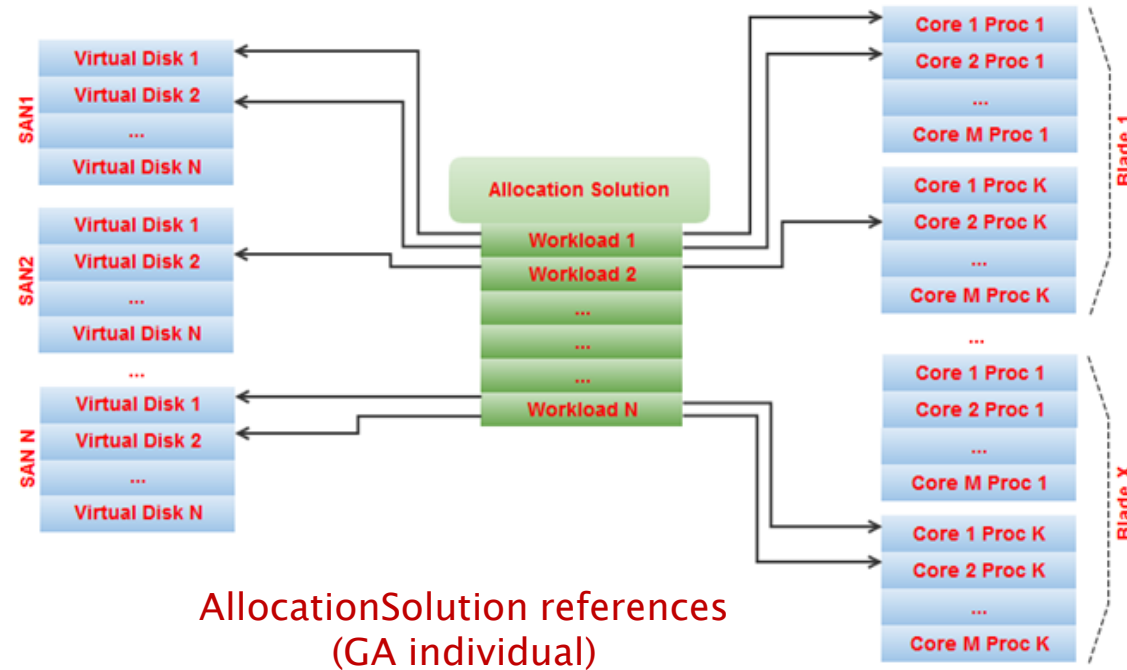 SAN1
Virtual Disk 1
Virtual Disk 2
...
Virtual Disk N
SAN2
Virtual Disk 1
Virtual Disk 2
...
Virtual Disk N
...
SAN N
Virtual Disk 1
Virtual Disk 2
...
Virtual Disk N
Allocation Solution
Workload 1
Workload 2
...
...
...
Workload N
Core 1 Proc 1
Core 2 Proc 1
...
Core M Proc 1
Core 1 Proc K
Core 2 Proc K
...
Core M Proc K
Blade 1
...
Core 1 Proc 1
Core 2 Proc 1
...
Core M Proc 1
Core 1 Proc K
Core 2 Proc K
...
Core M Proc K
Blade X
AllocationSolution references
(GA individual)